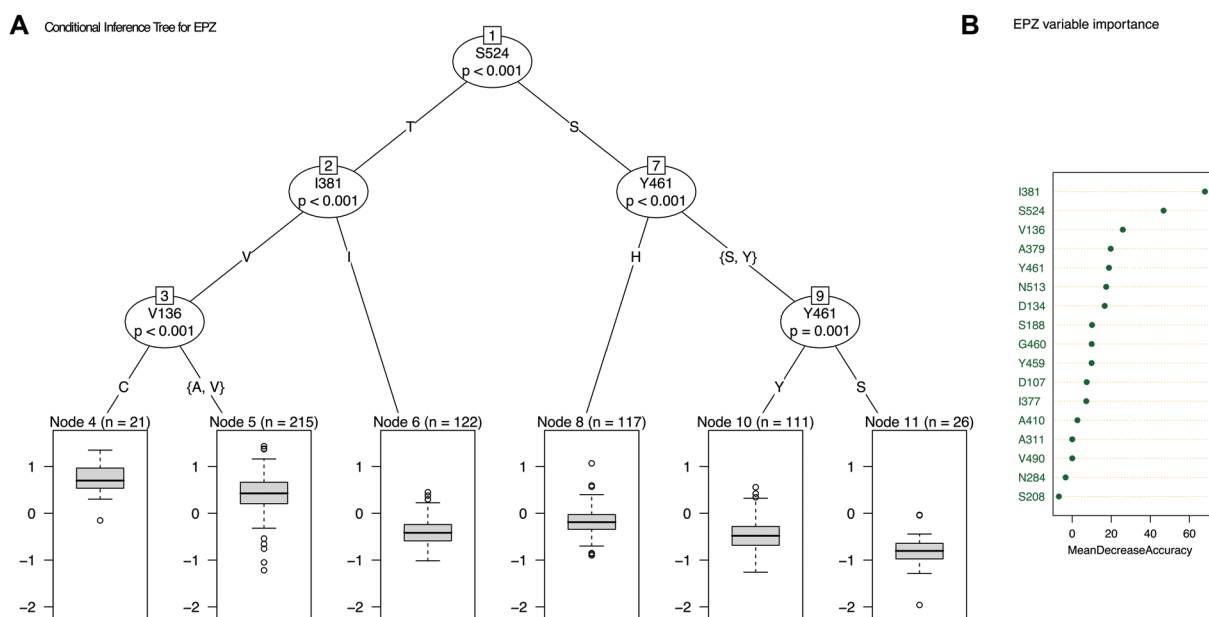 A Conditional Inference Tree for EPZ
1
S524
p < 0.001
T
S
2
I381
p < 0.001
7
Y461
p < 0.001
V
I
H
{S, Y}
3
V136
p < 0.001
9
Y461
p = 0.001
C
{A, V}
Y
S
Node 4 (n = 21)
Node 5 (n = 215)
Node 6 (n = 122)
Node 8 (n = 117)
Node 10 (n = 111)
Node 11 (n = 26)
1
0
−1
−2
1
0
−1
−2
1
0
−1
−2
1
0
−1
−2
1
0
−1
−2
1
0
−1
−2
B EPZ variable importance
I381
S524
V136
A379
Y461
N513
D134
S188
G460
Y459
D107
I377
A410
A311
V490
N284
S208
0 20 40 60
MeanDecreaseAccuracy